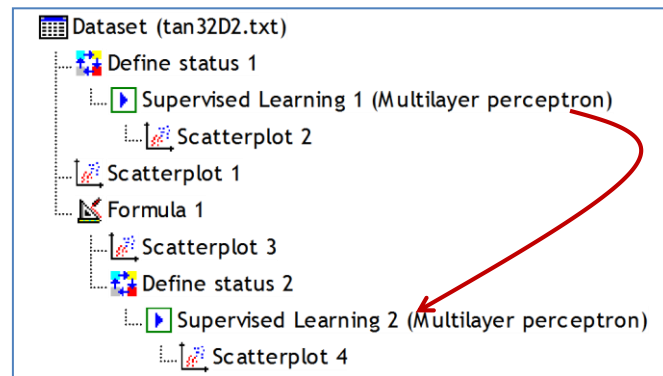 Dataset (tan32D2.txt)
Define status 1
Supervised Learning 1 (Multilayer perceptron)
Scatterplot 2
Scatterplot 1
Formula 1
Scatterplot 3
Define status 2
Supervised Learning 2 (Multilayer perceptron)
Scatterplot 4